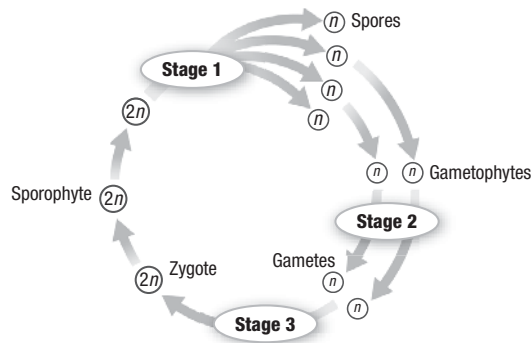 n Spores
n
Stage 1
n
2n
n
n n Gametophytes
Sporophyte 2n
Stage 2
Gametes
Zygote
2n
n
n
Stage 3